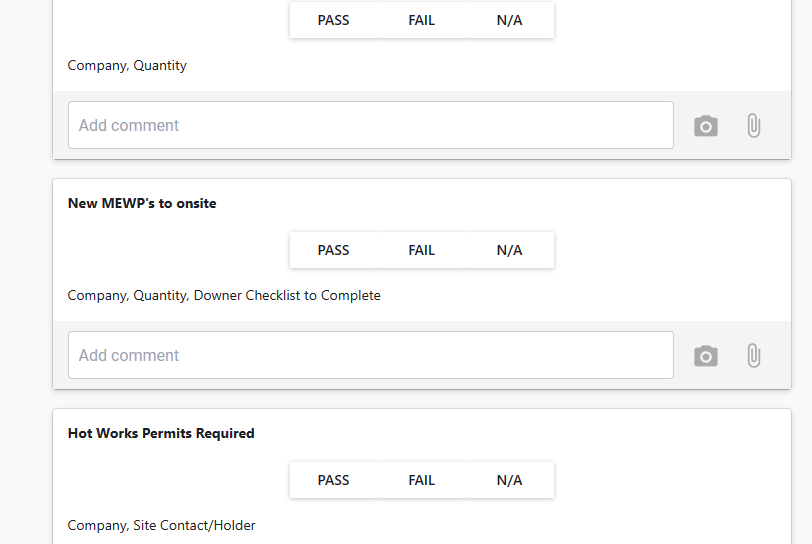 PASS FAIL N/A
Company, Quantity
Add comment
New MEWP's to onsite
PASS FAIL N/A
Company, Quantity, Downer Checklist to Complete
Add comment
Hot Works Permits Required
PASS FAIL N/A
Company, Site Contact/Holder